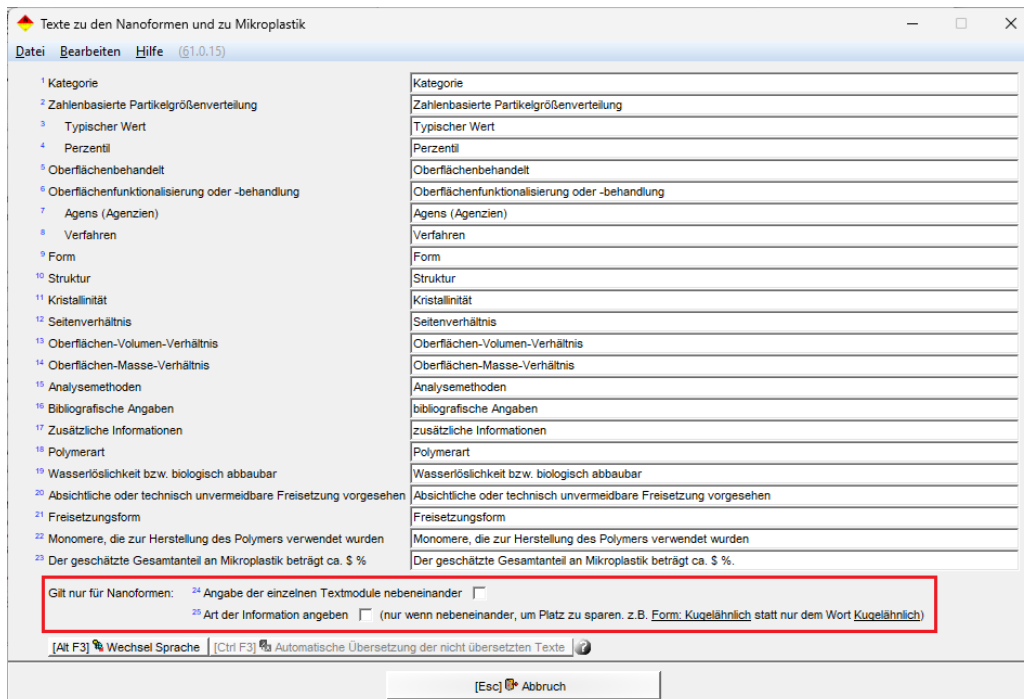 Texte zu den Nanoformen und zu Mikroplastik
Datei Bearbeiten Hilfe (61.0.15)
1 Kategorie Kategorie
2 Zahlenbasierte Partikelgrößenverteilung Zahlenbasierte Partikelgrößenverteilung
3 Typischer Wert Typischer Wert
4 Perzentil Perzentil
5 Oberflächenbehandelt Oberflächenbehandelt
6 Oberflächenfunktionalisierung oder -behandlung Oberflächenfunktionalisierung oder -behandlung
7 Agens (Agenzien) Agens (Agenzien)
8 Verfahren Verfahren
9 Form Form
10 Struktur Struktur
11 Kristallinität Kristallinität
12 Seitenverhältnis Seitenverhältnis
13 Oberflächen-Volumen-Verhältnis Oberflächen-Volumen-Verhältnis
14 Oberflächen-Masse-Verhältnis Oberflächen-Masse-Verhältnis
15 Analysemethoden Analysemethoden
16 Bibliografische Angaben bibliografische Angaben
17 Zusätzliche Informationen zusätzliche Informationen
18 Polymerart Polymerart
19 Wasserlöslichkeit bzw. biologisch abbaubar Wasserlöslichkeit bzw. biologisch abbaubar
20 Absichtliche oder technisch unvermeidbare Freisetzung vorgesehen Absichtliche oder technisch unvermeidbare Freisetzung vorgesehen
21 Freisetzungsform Freisetzungsform
22 Monomere, die zur Herstellung des Polymers verwendet wurden Monomere, die zur Herstellung des Polymers verwendet wurden
23 Der geschätzte Gesamtanteil an Mikroplastik beträgt ca. $ %. Der geschätzte Gesamtanteil an Mikroplastik beträgt ca. $ %.
Gilt nur für Nanoformen: 24 Angabe der einzelnen Textmodule nebeneinander
25 Art der Information angeben (nur wenn nebeneinander, um Platz zu sparen. z.B. Form: Kugelähnlich statt nur dem Wort Kugelähnlich)
[Alt F3] Wechsel Sprache [Ctrl F3] Automatische Übersetzung der nicht übersetzten Texte ?
[Esc] Abbruch